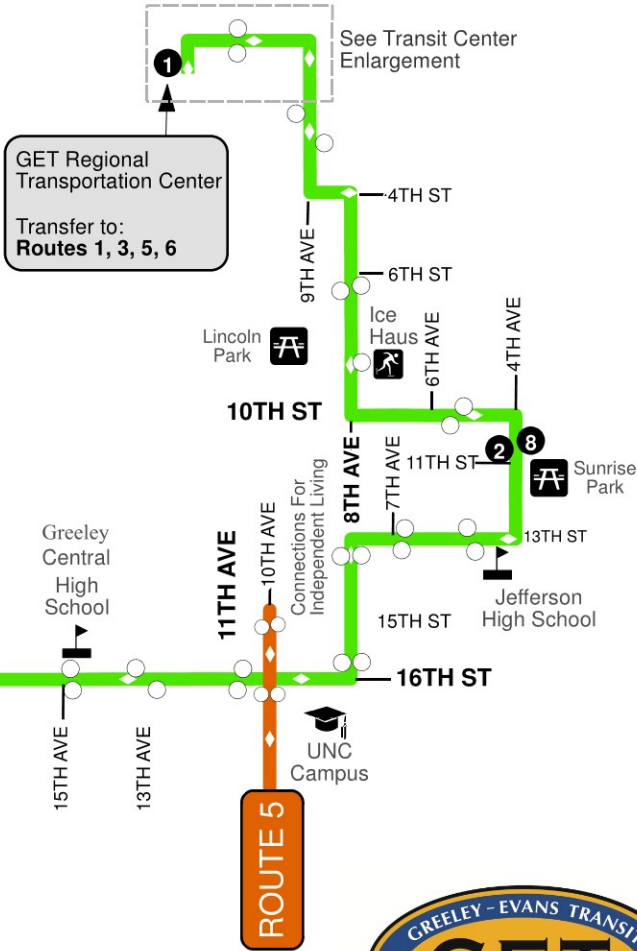 See Transit Center
Enlargement
1
GET Regional
Transportation Center
Transfer to:
Routes 1, 3, 5, 6
4TH ST
9TH AVE
6TH ST
Ice
Haus
Lincoln
Park
6TH AVE
4TH AVE
10TH ST
8TH AVE
7TH AVE
11TH ST
2
8
Sunrise
Park
13TH ST
Jefferson
High School
Connections For
Independent Living
10TH AVE
11TH AVE
Greeley
Central
High
School
15TH ST
16TH ST
15TH AVE
13TH AVE
UNC
Campus
ROUTE 5
GREELEY - EVANS
GET